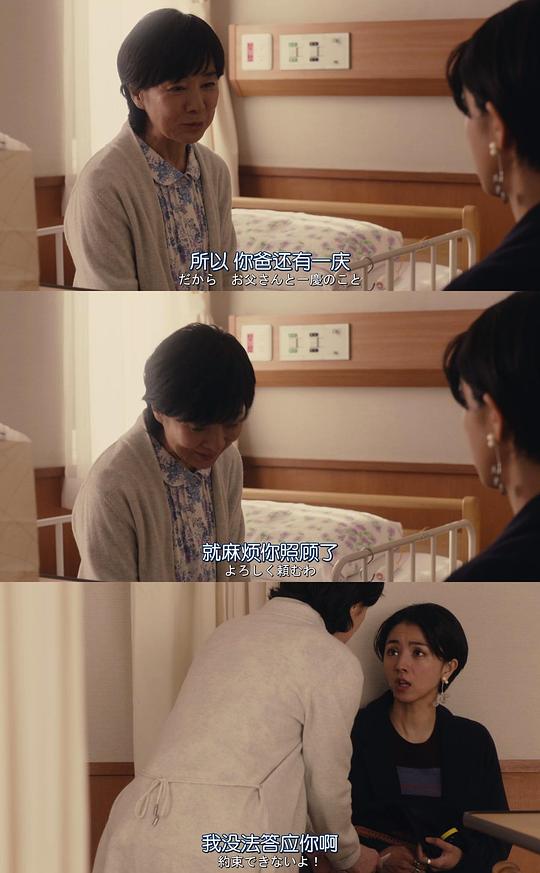 所以 你爸还有一庆
だから お父さんと一慶のこと
就麻烦你照顾了
よろしく頼むわ
我没法答应你啊
約束できないよ！